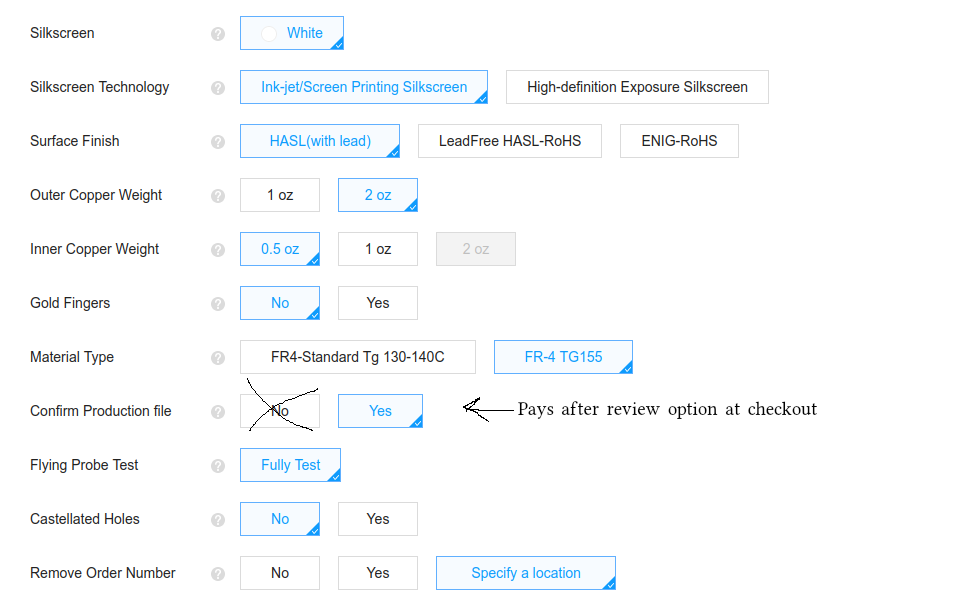 Silkscreen ? White
Silkscreen Technology ? Ink-jet/Screen Printing Silkscreen High-definition Exposure Silkscreen
Surface Finish ? HASL(with lead) LeadFree HASL-RoHS ENIG-RoHS
Outer Copper Weight ? 1 oz 2 oz
Inner Copper Weight ? 0.5 oz 1 oz 2 oz
Gold Fingers ? No Yes
Material Type ? FR4-Standard Tg 130-140C FR-4 TG155
Confirm Production file ? No Yes Pays after review option at checkout
Flying Probe Test ? Fully Test
Castellated Holes ? No Yes
Remove Order Number ? No Yes Specify a location